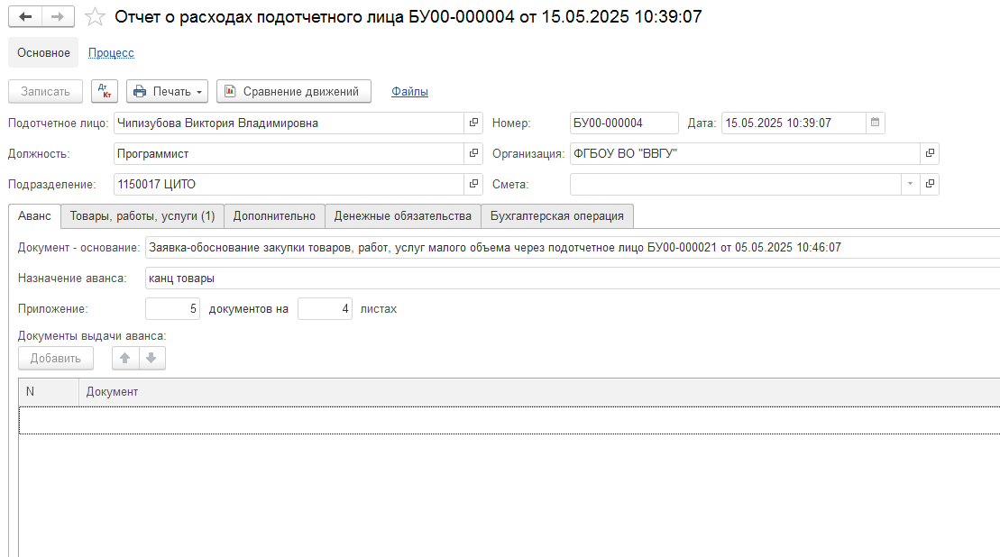 Отчет о расходах подотчетного лица БУ00-000004 от 15.05.2025 10:39:07
Основное Процесс
Записать Дт Кт Печать Сравнение движений Файлы
Подотчетное лицо: Чипизубова Виктория Владимировна Номер: БУ00-000004 Дата: 15.05.2025 10:39:07
Должность: Программист Организация: ФГБОУ ВО "ВВГУ"
Подразделение: 1150017 ЦИТО Смета:
Аванс Товары, работы, услуги (1) Дополнительно Денежные обязательства Бухгалтерская операция
Документ - основание: Заявка-обоснование закупки товаров, работ, услуг малого объема через подотчетное лицо БУ00-000021 от 05.05.2025 10:46:07
Назначение аванса: канц товары
Приложение: 5 документов на 4 листах
Документы выдачи аванса:
Добавить
N Документ